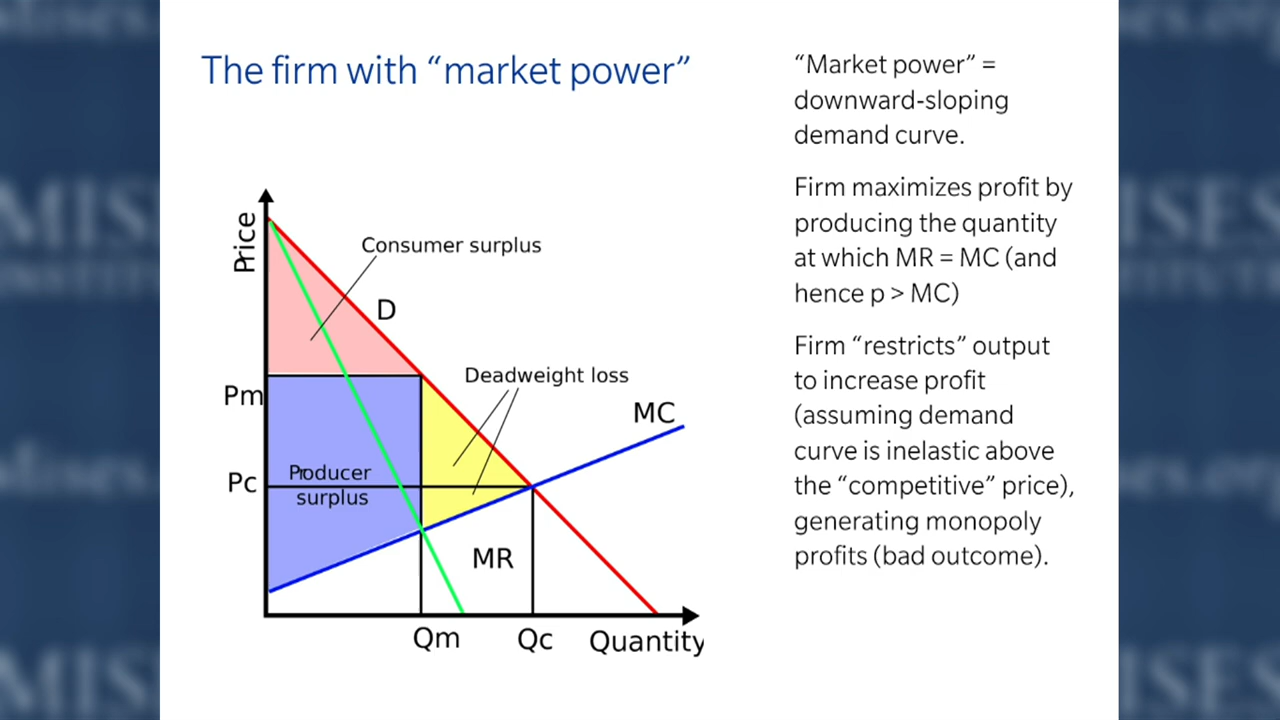 The firm with “market power”
“Market power” =
downward-sloping
demand curve.
Firm maximizes profit by
producing the quantity
at which MR = MC (and
hence p > MC)
Firm “restricts” output
to increase profit
(assuming demand
curve is inelastic above
the “competitive” price),
generating monopoly
profits (bad outcome).
Price
Consumer surplus
D
Deadweight loss
Pm
MC
Pc
Producer
surplus
MR
Qm
Qc
Quantity